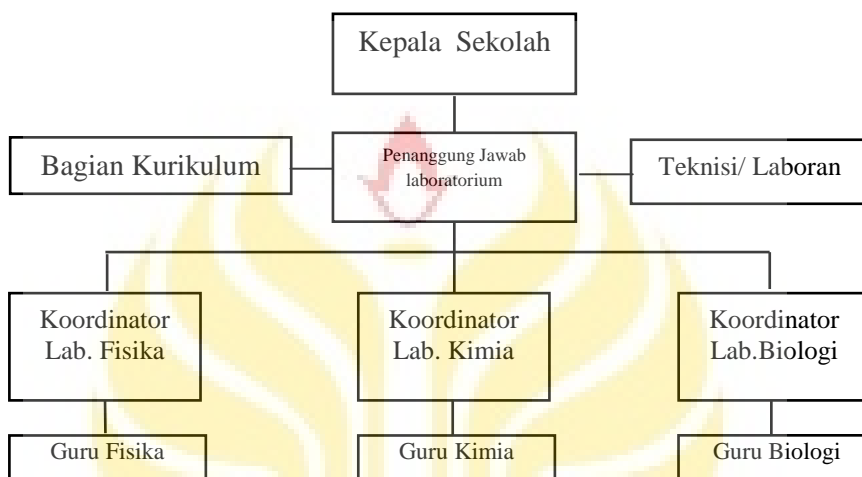 Kepala Sekolah
Bagian Kurikulum
Penanggung Jawab
laboratorium
Teknisi/ Laboran
Koordinator
Lab. Fisika
Koordinator
Lab. Kimia
Koordinator
Lab.Biologi
Guru Fisika
Guru Kimia
Guru Biologi